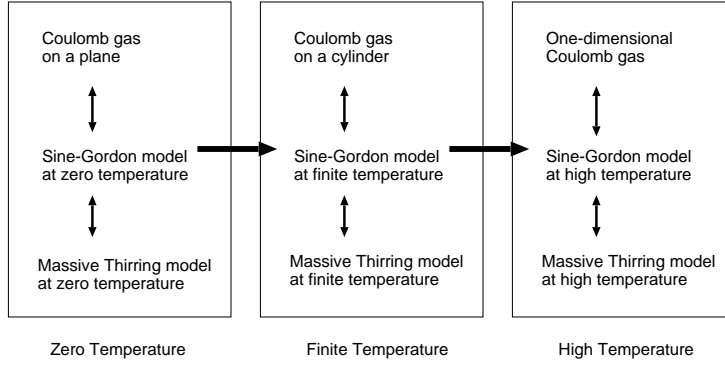 Coulomb gas
on a plane
Sine-Gordon model
at zero temperature
Massive Thirring model
at zero temperature
Zero Temperature
Coulomb gas
on a cylinder
Sine-Gordon model
at finite temperature
Massive Thirring model
at finite temperature
Finite Temperature
One-dimensional
Coulomb gas
Sine-Gordon model
at high temperature
Massive Thirring model
at high temperature
High Temperature